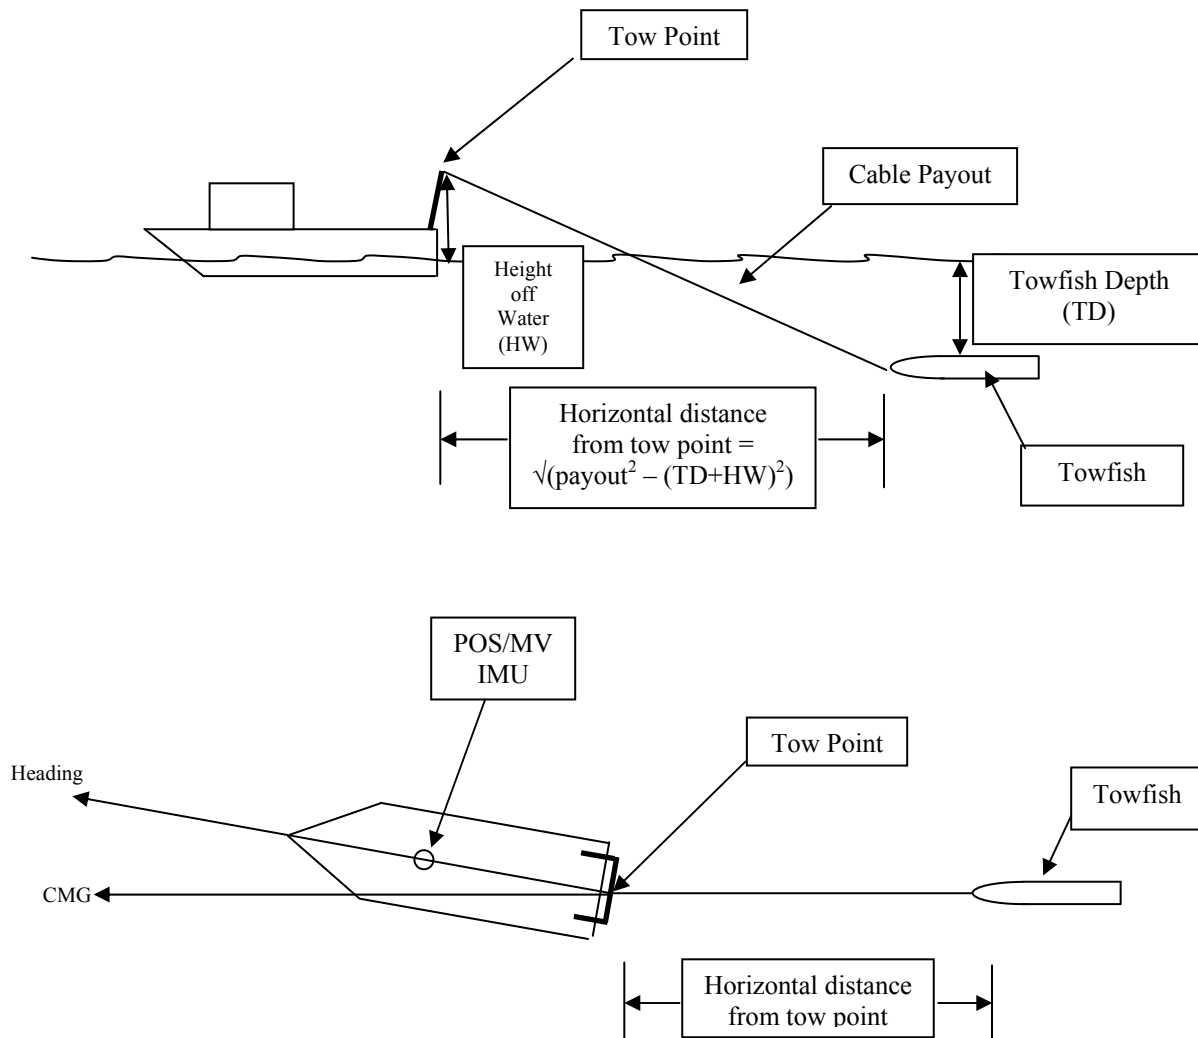 Tow Point
Cable Payout
Height
off
Water
(HW)
Towfish Depth
(TD)
Horizontal distance
from tow point =
√(payout² – (TD+HW)²)
Towfish
POS/MV
IMU
Tow Point
Heading
Towfish
CMG
Horizontal distance
from tow point